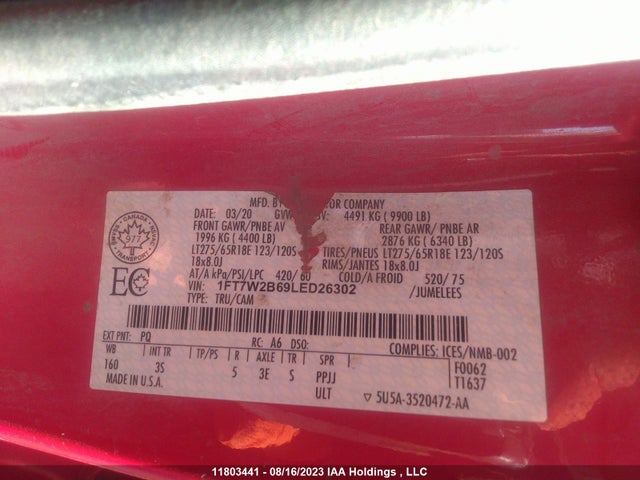 MFD. BY OR COMPANY
DATE: 03/20 GVW V: 4491 KG ( 9900 LB)
FRONT GAWR/PNBE AV REAR GAWR/ PNBE AR
1996 KG ( 4400 LB) 2876 KG ( 6340 LB)
LT275/65R18E 123/120S TIRES/PNEUS LT275/65R18E 123/120S
18x8.0J RIMS/JANTES 18x8.0J
AT/A kPa/PSI/LPC 420/ 60 COLD/A FROID 520/ 75
VIN: 1FT7W2B69LED26302 /JUMELEES
TYPE: TRU/CAM
CANADA
977
EC
EXT PNT: PQ RC: A6 DSO: COMPLIES: ICES/NMB-002
WB INT TR TP/PS R AXLE TR SPR F0062
160 3S 5 3E S PPJJ T1637
MADE IN U.S.A. ULT 5U5A-3520472-AA
11803441 - 08/16/2023 IAA Holdings , LLC